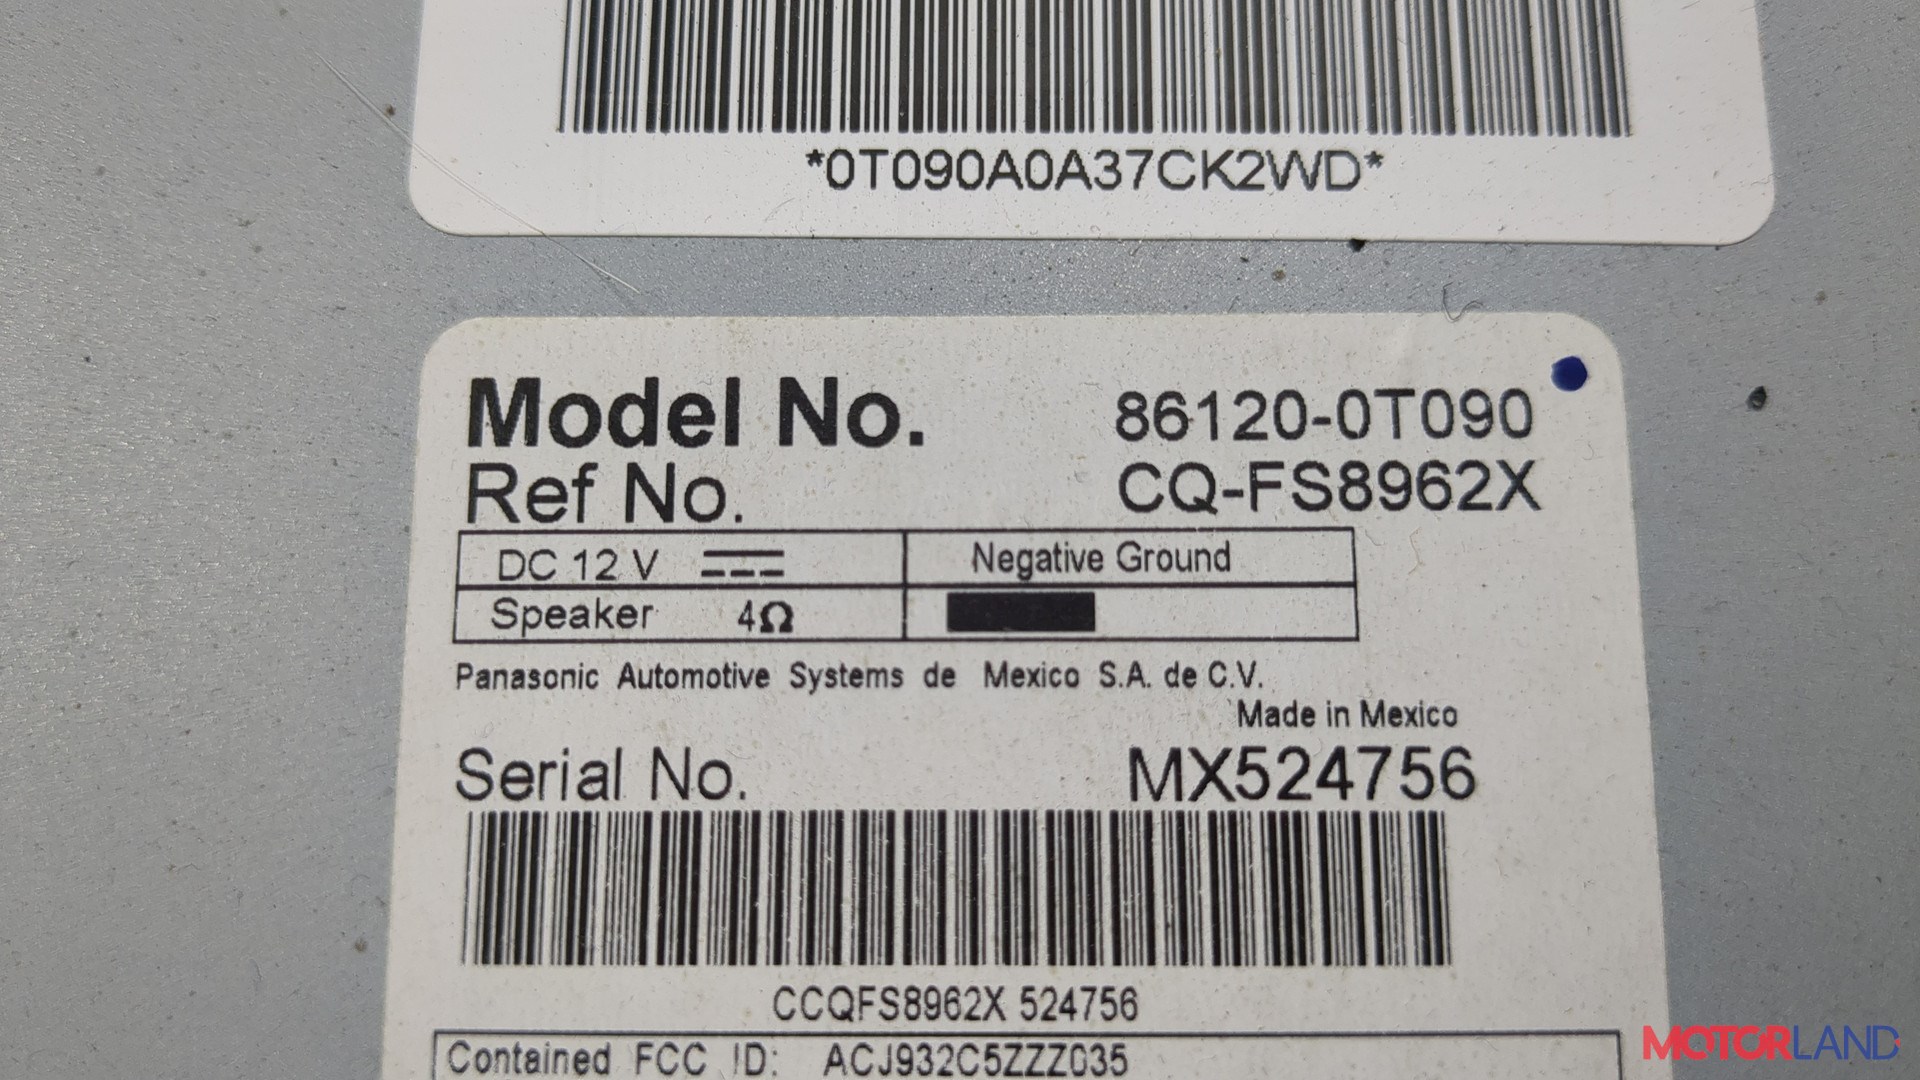 *0T090A0A37CK2WD*
Model No. 86120-0T090
Ref No. CQ-FS8962X
DC 12 V Negative Ground
Speaker 4Ω
Panasonic Automotive Systems de Mexico S.A. de C.V.
Made in Mexico
Serial No. MX524756
CCQFS8962X 524756
Contained FCC ID: ACJ932C5ZZZ035
MOTORLAND